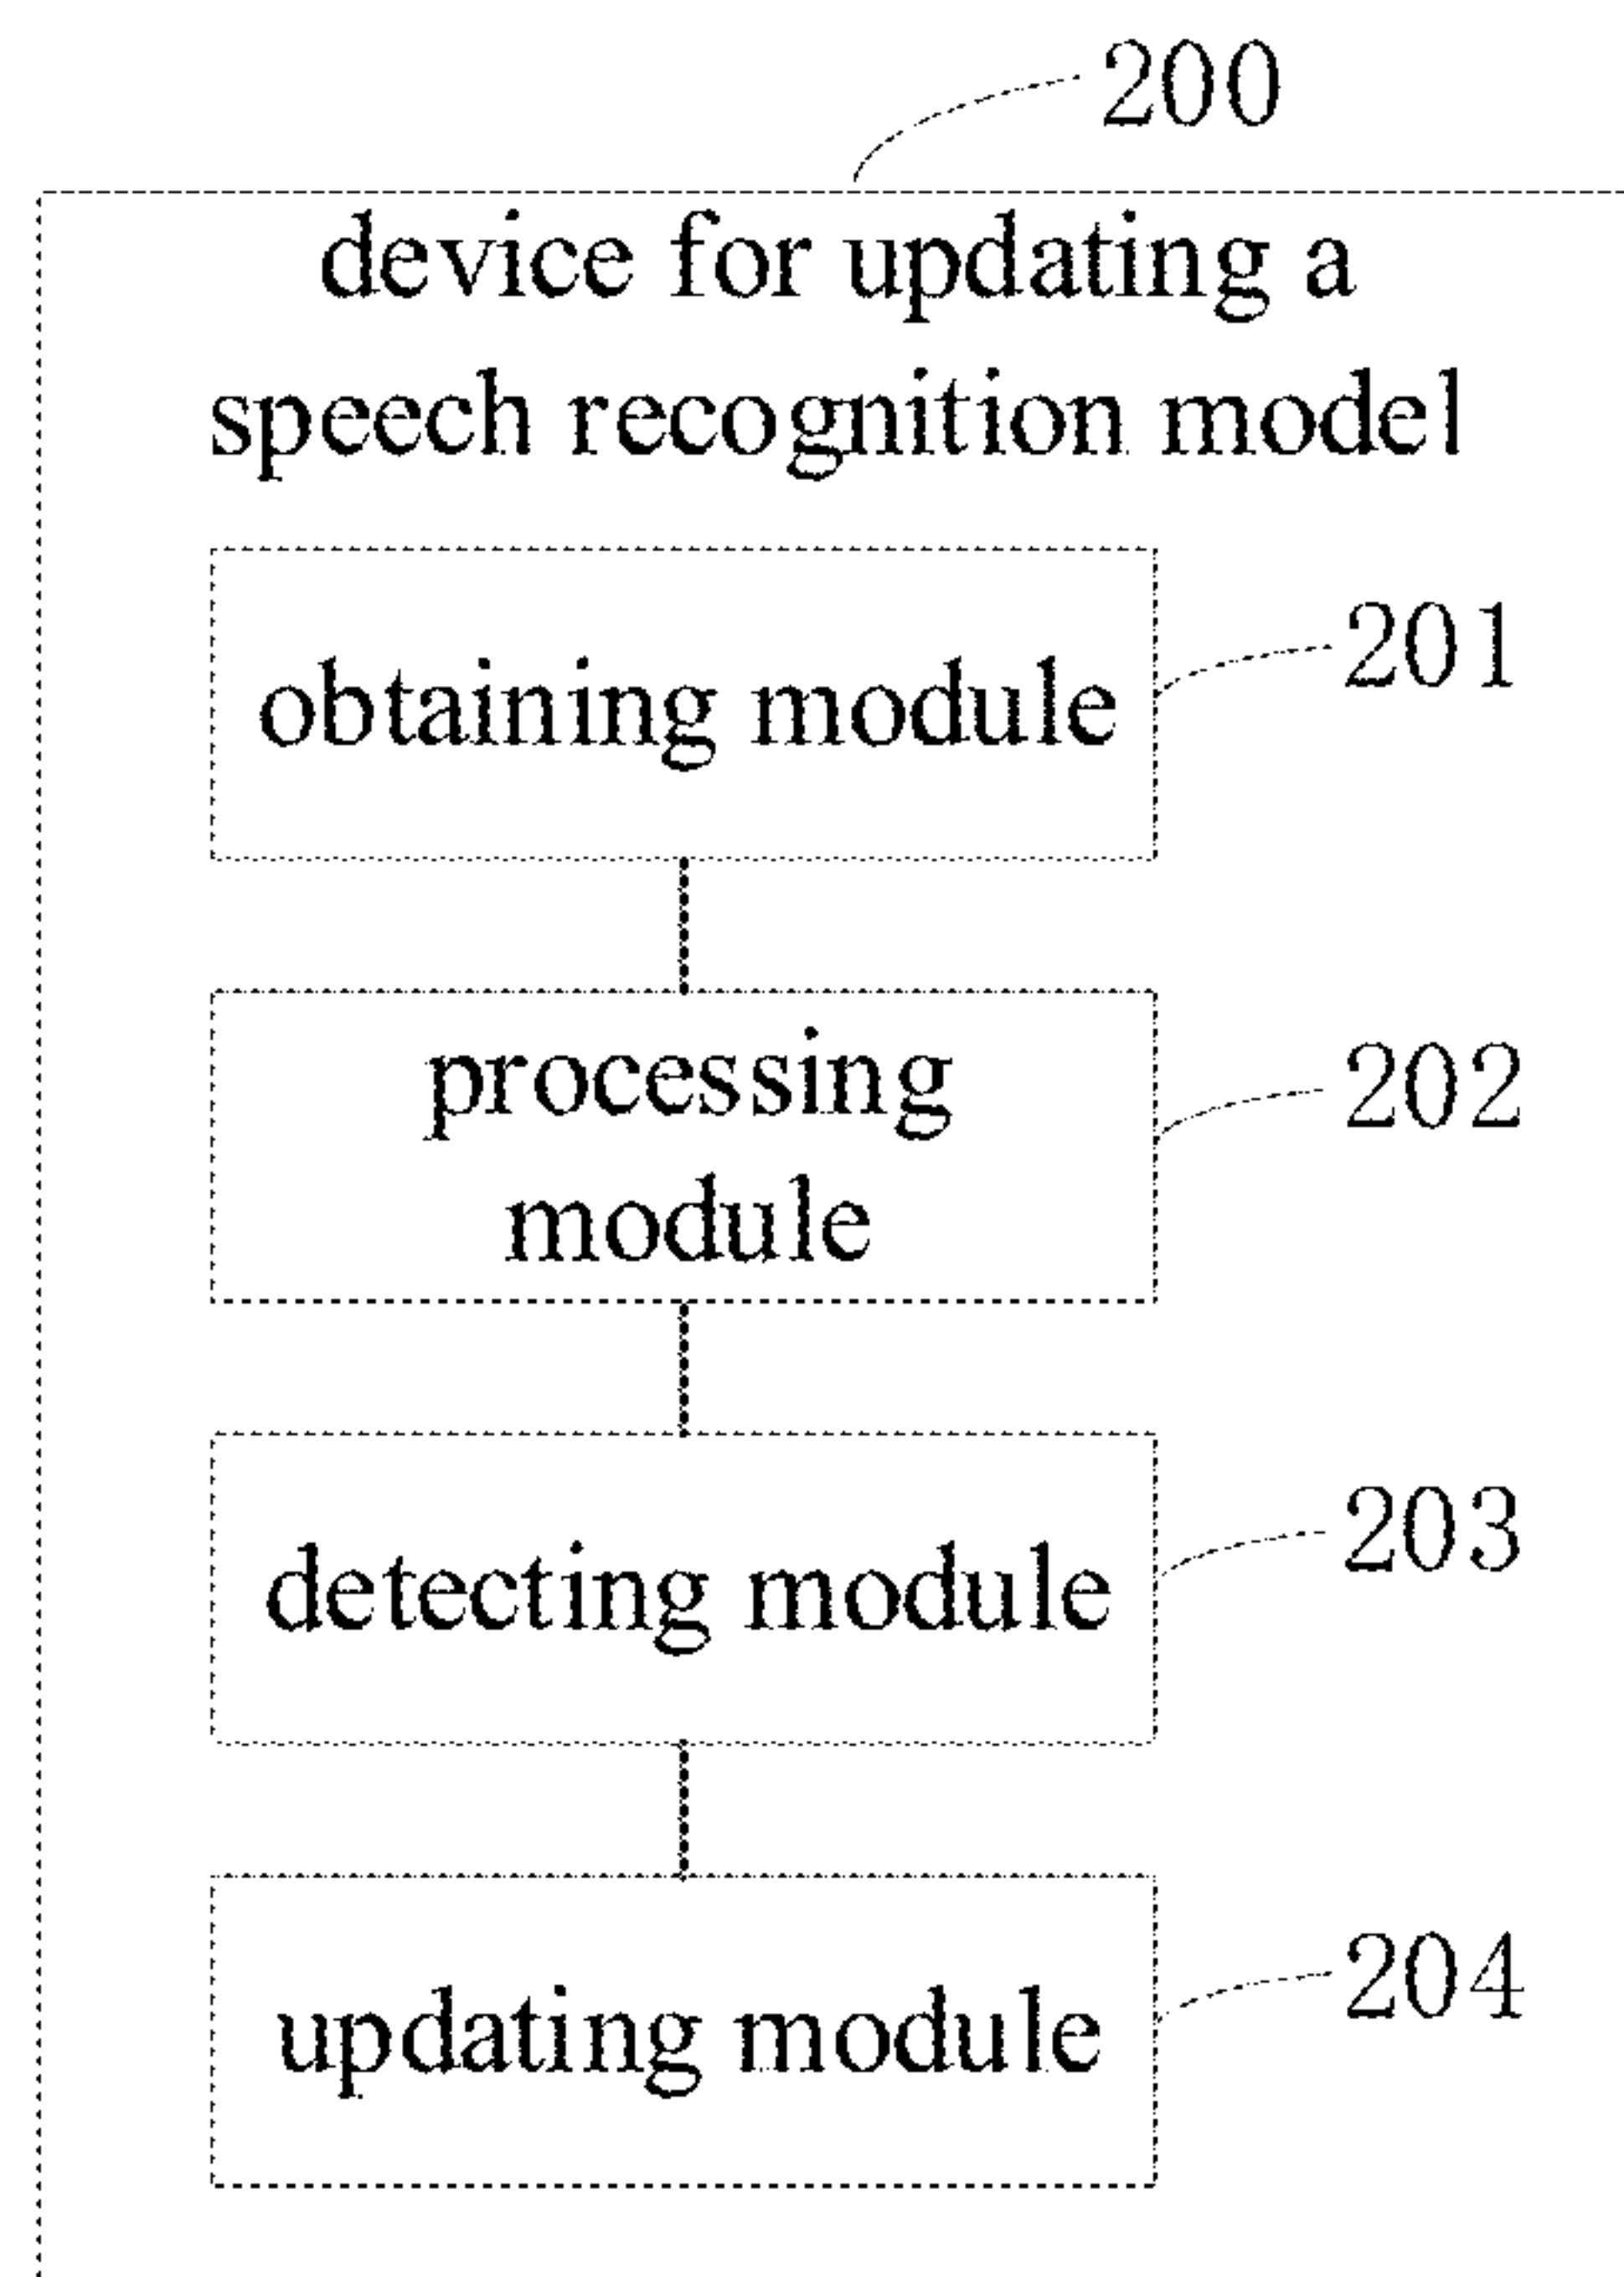 200
device for updating a
speech recognition model
obtaining module
201
processing
module
202
detecting module
203
updating module
204